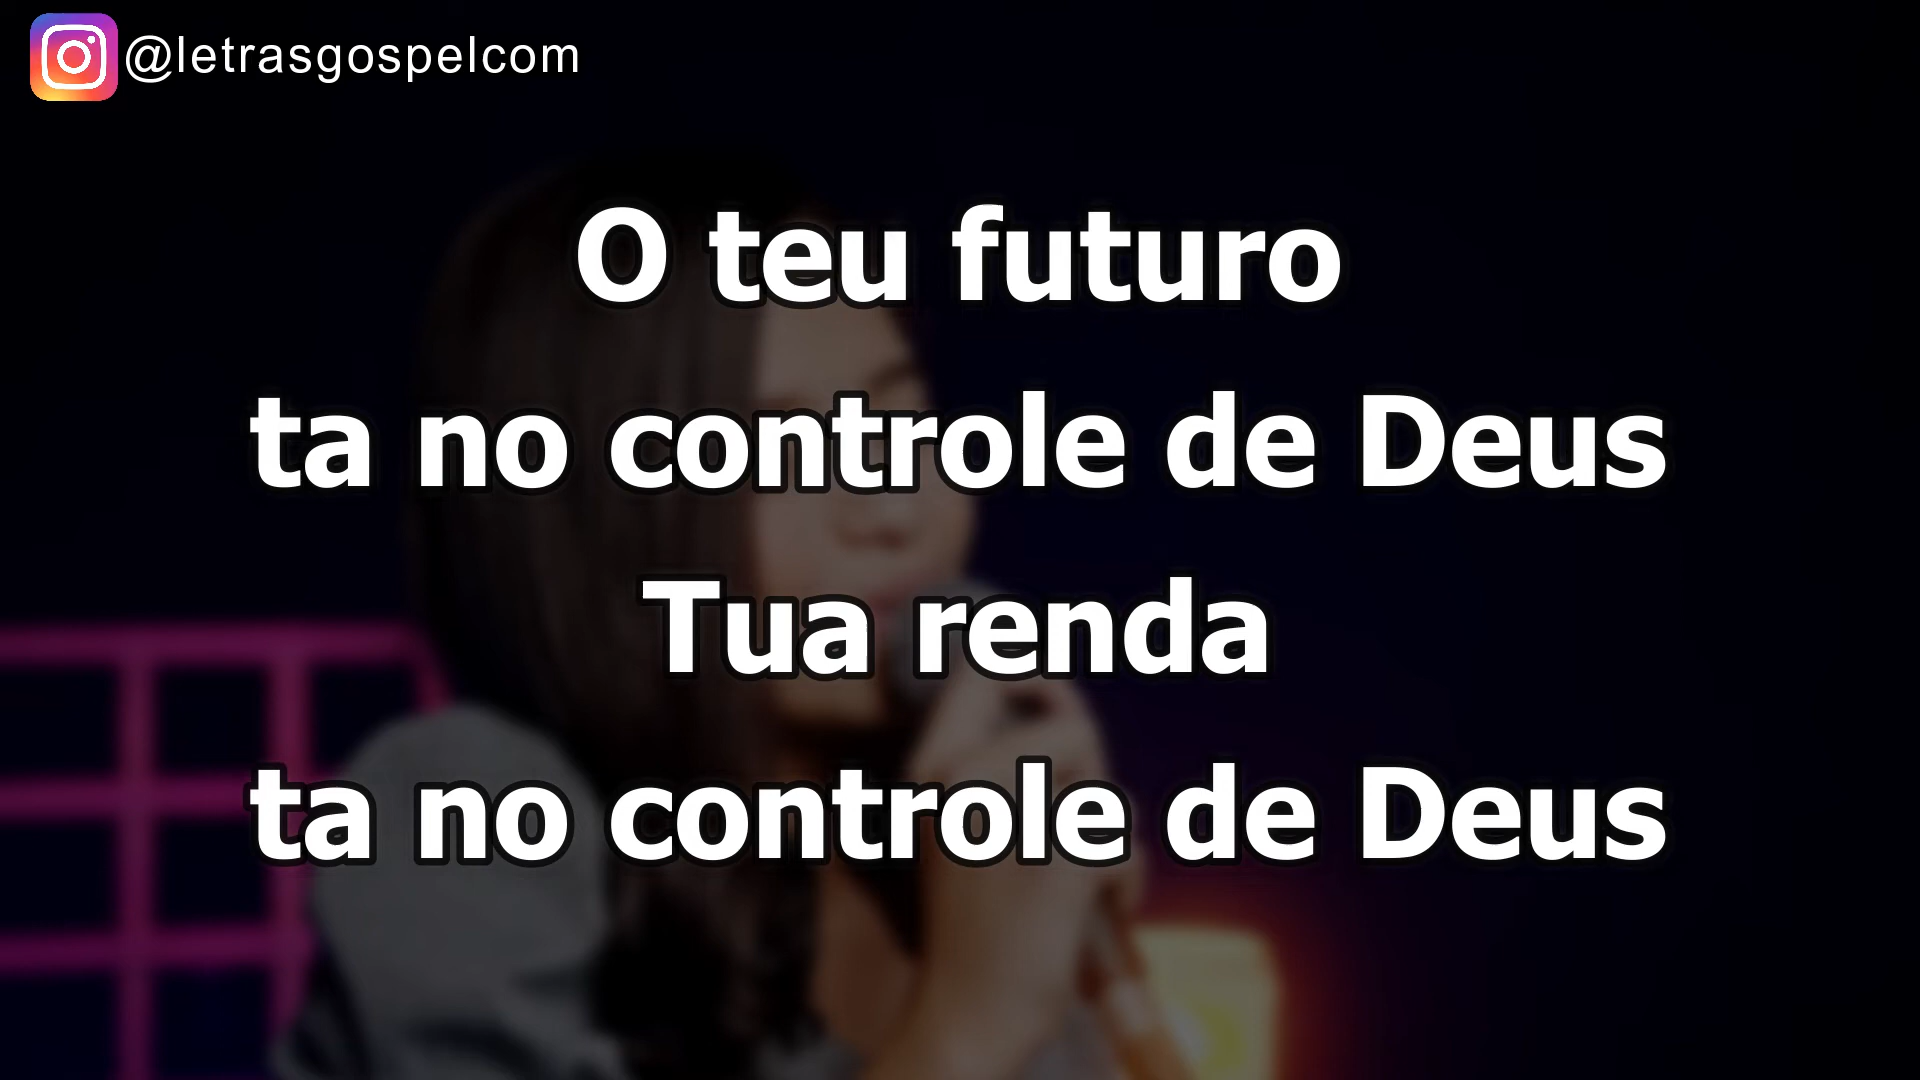 @letrasgospelcom
O teu futuro
ta no controle de Deus
Tua renda
ta no controle de Deus